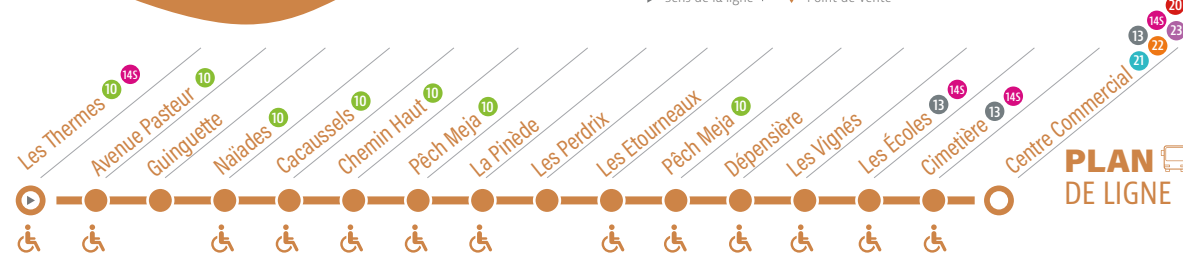 Sens de la ligne
Point de vente
Les Thermes 10 14S
Avenue Pasteur 10
Guinguette
Naïades 10
Cacaussels 10
Chemin Haut 10
Pêch Meja 10
La Pinède
Les Perdrix
Les Etourneaux
Pêch Meja 10
Dépensière
Les Vignés
Les Écoles 13 14S
Cimetière 13 14S
Centre Commercial 21 22 23 13 14S 20
PLAN
DE LIGNE